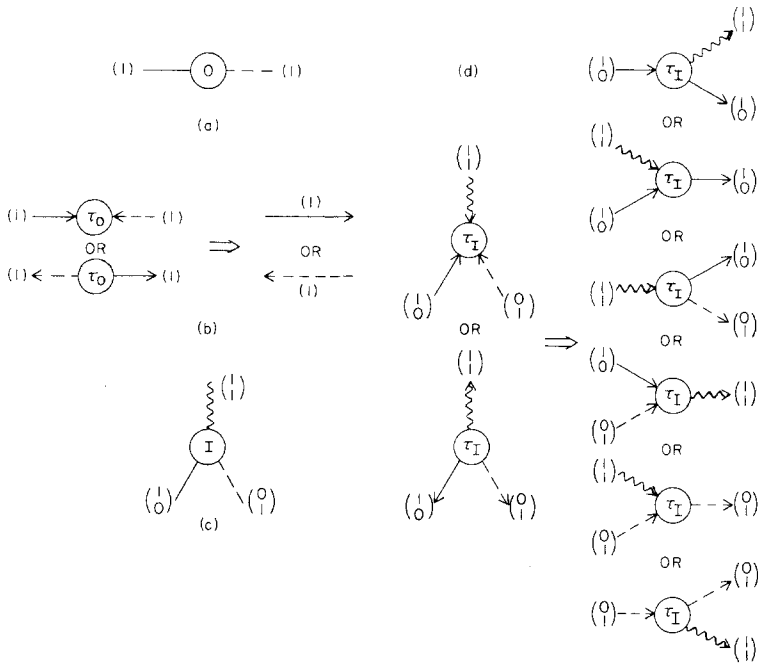 (1) O (1)
(a)
(1) τO (1)
OR
(1) τO (1)
⇒
(1)
OR
(1)
(b)
(1 1)
I
(1 0) (0 1)
(c)
(d)
(1 1)
τI
(1 0) (0 1)
OR
(1 1)
τI
(1 0) (0 1)
⇒
(1 1)
(1 0) τI
(1 0)
OR
(1 1)
τI (1 0)
(1 0)
OR
(1 0)
(1 1) τI
(0 1)
OR
(1 0)
τI (1 1)
(0 1)
OR
(1 1)
τI (0 1)
(0 1)
OR
(0 1)
(0 1) τI
(1 1)